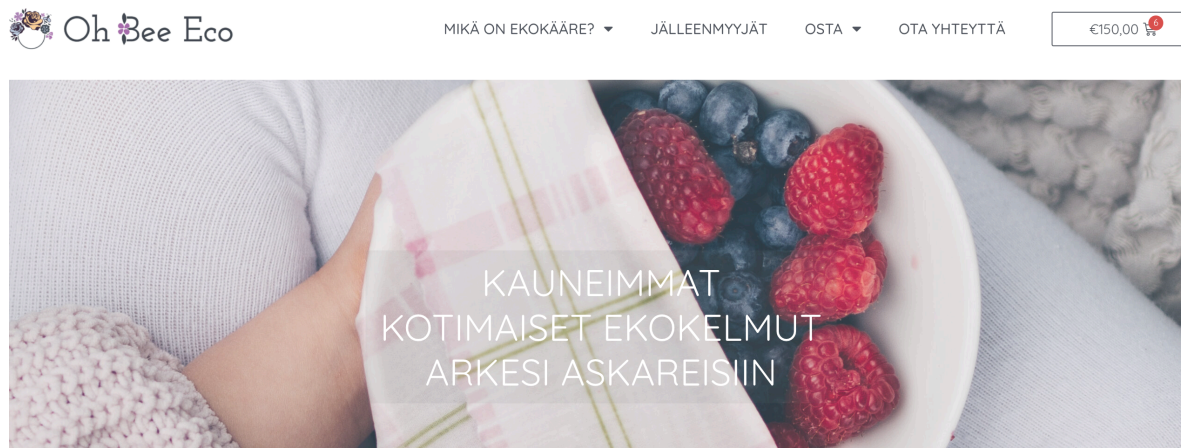 Oh Bee Eco
MIKÄ ON EKOKÄÄRE?
JÄLLEENMYYJÄT
OSTA
OTA YHTEYTTÄ
€150,00
6
KAUNEIMMAT
KOTIMAISET EKOKELMUT
ARKESI ASKAREISIIN